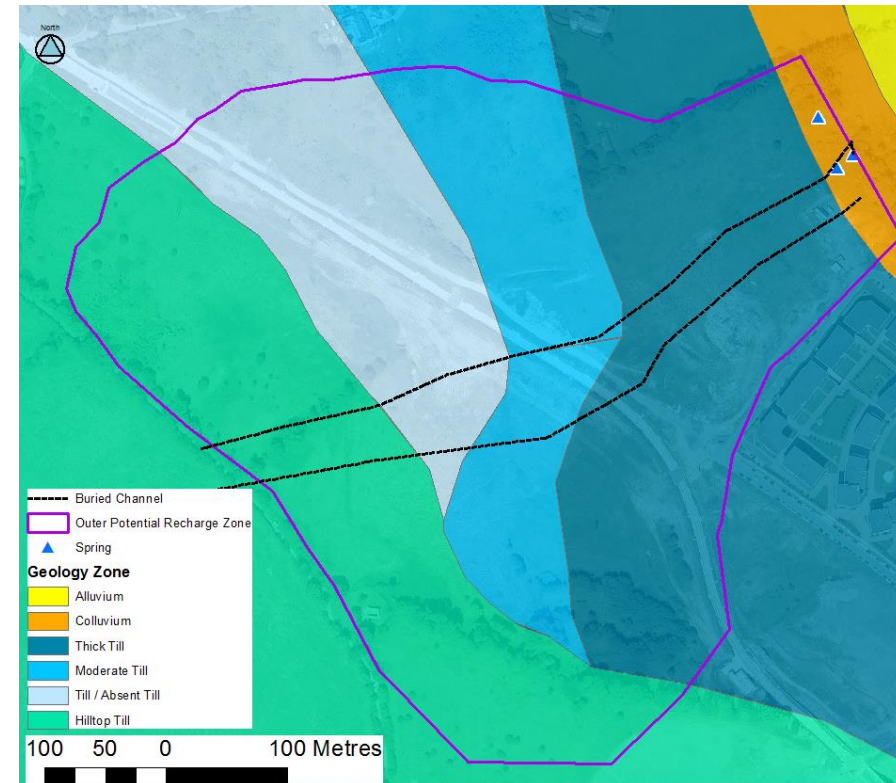 North
Buried Channel
Outer Potential Recharge Zone
Spring
Geology Zone
Alluvium
Colluvium
Thick Till
Moderate Till
Till / Absent Till
Hilltop Till
100 50 0 100 Metres